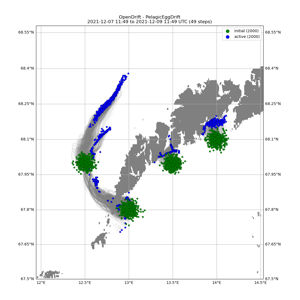 OpenDrift - PelagicEggDrift
2021-12-07 11:49 to 2021-12-09 11:49 UTC (49 steps)
initial (2000)
active (2000)
68.55°N 68.55°N
68.4°N 68.4°N
68.25°N 68.25°N
68.1°N 68.1°N
67.95°N 67.95°N
67.8°N 67.8°N
67.65°N 67.65°N
67.5°N 67.5°N
12°E 12.5°E 13°E 13.5°E 14°E 14.5°E